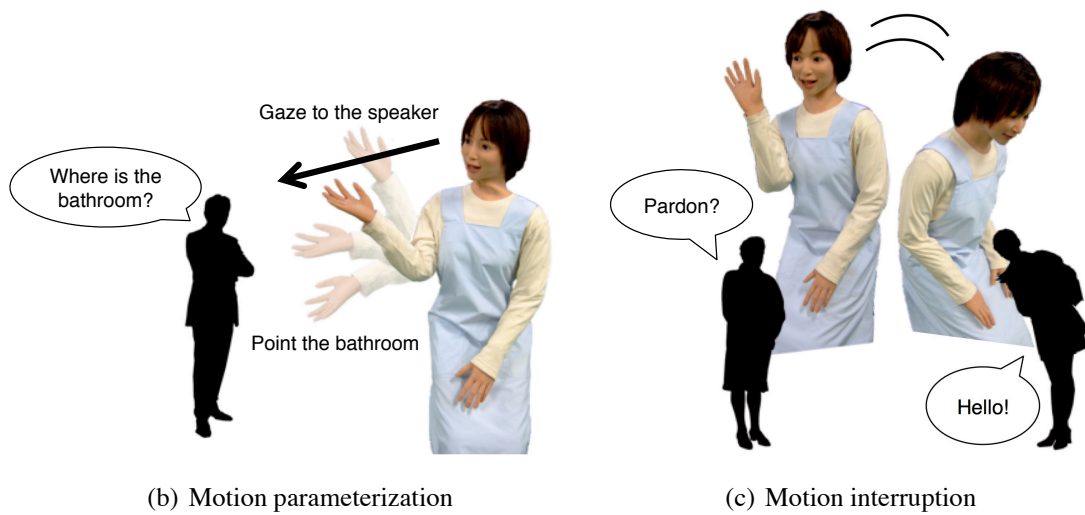 Gaze to the speaker
Where is the
bathroom?
Point the bathroom
(b) Motion parameterization
Pardon?
Hello!
(c) Motion interruption